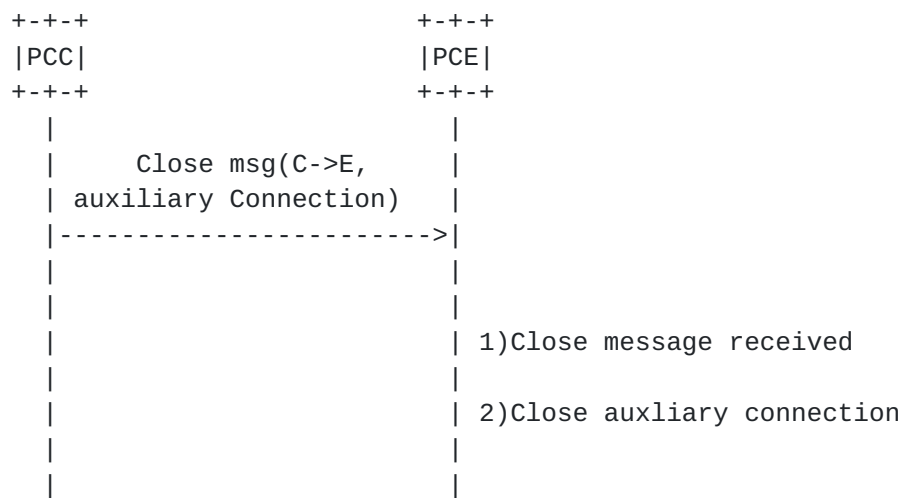 +-+-+ +-+-+
|PCC| |PCE|
+-+-+ +-+-+
| |
| Close msg(C->E, |
| auxiliary Connection) |
|------------------------>|
| |
| |
| | 1)Close message received
| |
| | 2)Close auxliary connection
| |
| |